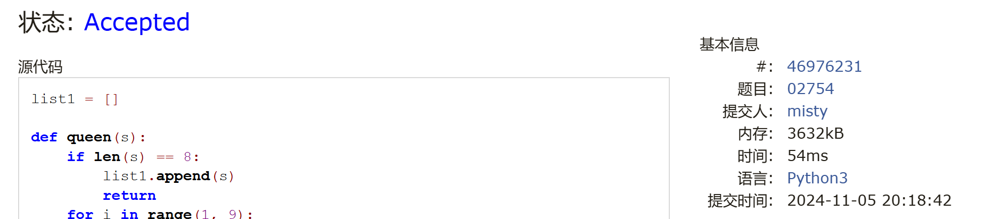 状态: Accepted
源代码
list1 = []
def queen(s):
    if len(s) == 8:
        list1.append(s)
        return
    for i in range(1, 9):
基本信息
#: 46976231
题目: 02754
提交人: misty
内存: 3632kB
时间: 54ms
语言: Python3
提交时间: 2024-11-05 20:18:42